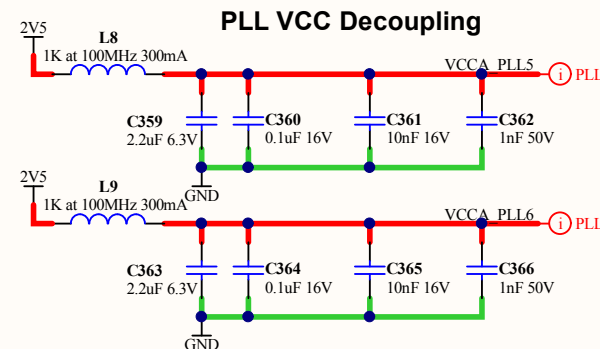 PLL VCC Decoupling
2V5
L8
1K at 100MHz 300mA
VCCA_PLL5
i
PLL
C359
2.2uF 6.3V
C360
0.1uF 16V
C361
10nF 16V
C362
1nF 50V
GND
2V5
L9
1K at 100MHz 300mA
VCCA_PLL6
i
PLL
C363
2.2uF 6.3V
C364
0.1uF 16V
C365
10nF 16V
C366
1nF 50V
GND